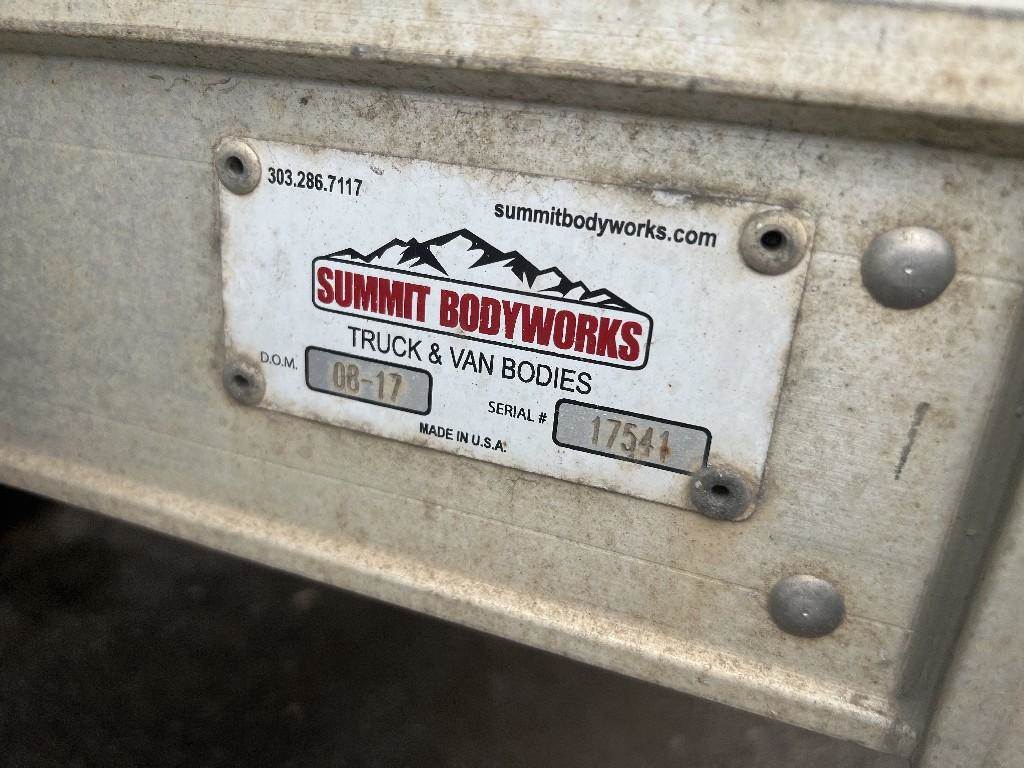 303.286.7117
summitbodyworks.com
SUMMIT BODYWORKS
TRUCK & VAN BODIES
D.O.M. 08-17
SERIAL # 17541
MADE IN U.S.A.